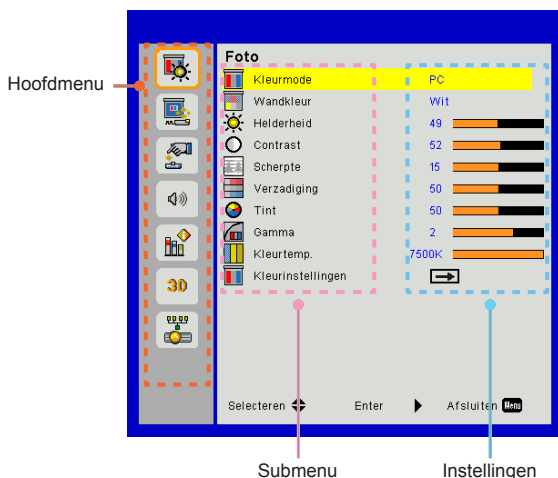 Foto
Hoofdmenu
Kleurmode PC
Wandkleur Wit
Helderheid 49
Contrast 52
Scherpte 15
Verzadiging 50
Tint 50
Gamma 2
Kleurtemp. 7500K
Kleurinstellingen
3D
Selecteren Enter Afsluiten Menu
Submenu Instellingen